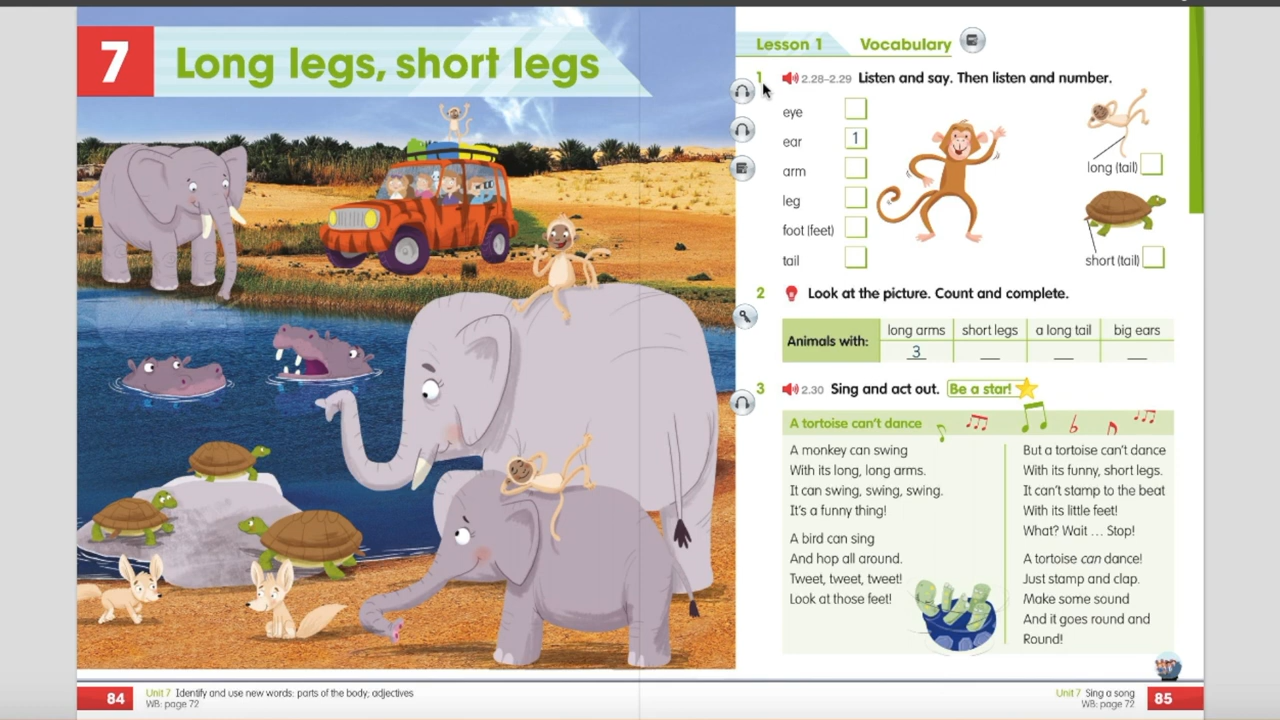 7
Long legs, short legs
Lesson 1 Vocabulary
1 2.28–2.29 Listen and say. Then listen and number.
eye
ear 1
arm
leg
foot (feet)
tail
long (tail)
short (tail)
2 Look at the picture. Count and complete.
Animals with: long arms short legs a long tail big ears
3 __ __ __
3 2.30 Sing and act out. Be a star!
A tortoise can't dance
A monkey can swing
With its long, long arms.
It can swing, swing, swing.
It's a funny thing!
A bird can sing
And hop all around.
Tweet, tweet, tweet!
Look at those feet!
But a tortoise can't dance
With its funny, short legs.
It can't stamp to the beat
With its little feet!
What? Wait … Stop!
A tortoise can dance!
Just stamp and clap.
Make some sound
And it goes round and
Round!
84 Unit 7 Identify and use new words: parts of the body; adjectives
WB: page 72
Unit 7 Sing a song
WB: page 72
85